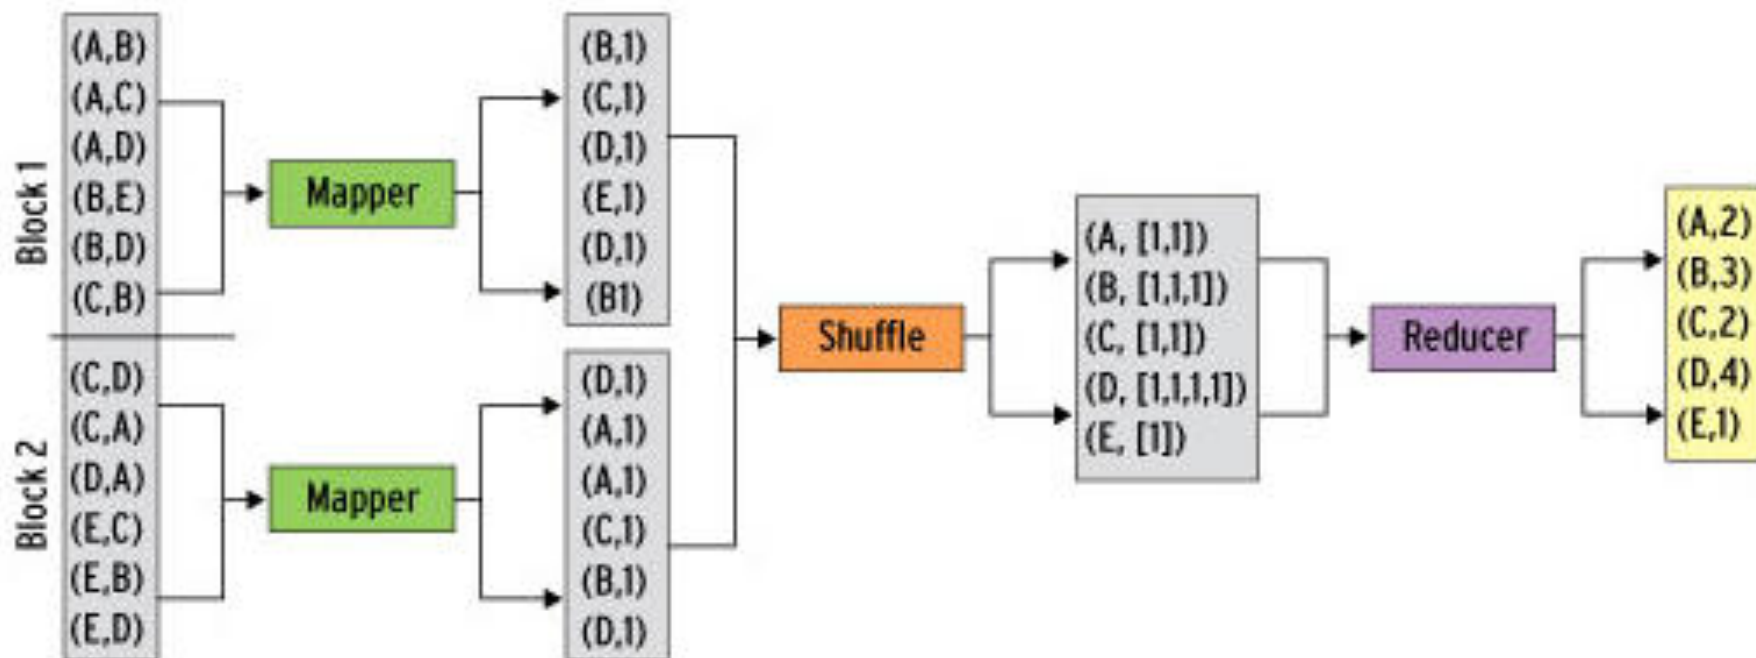 Block 1
(A,B)
(A,C)
(A,D)
(B,E)
(B,D)
(C,B)
Mapper
(B,1)
(C,1)
(D,1)
(E,1)
(D,1)
(B1)
Block 2
(C,D)
(C,A)
(D,A)
(E,C)
(E,B)
(E,D)
Mapper
(D,1)
(A,1)
(A,1)
(C,1)
(B,1)
(D,1)
Shuffle
(A, [1,1])
(B, [1,1,1])
(C, [1,1])
(D, [1,1,1,1])
(E, [1])
Reducer
(A,2)
(B,3)
(C,2)
(D,4)
(E,1)